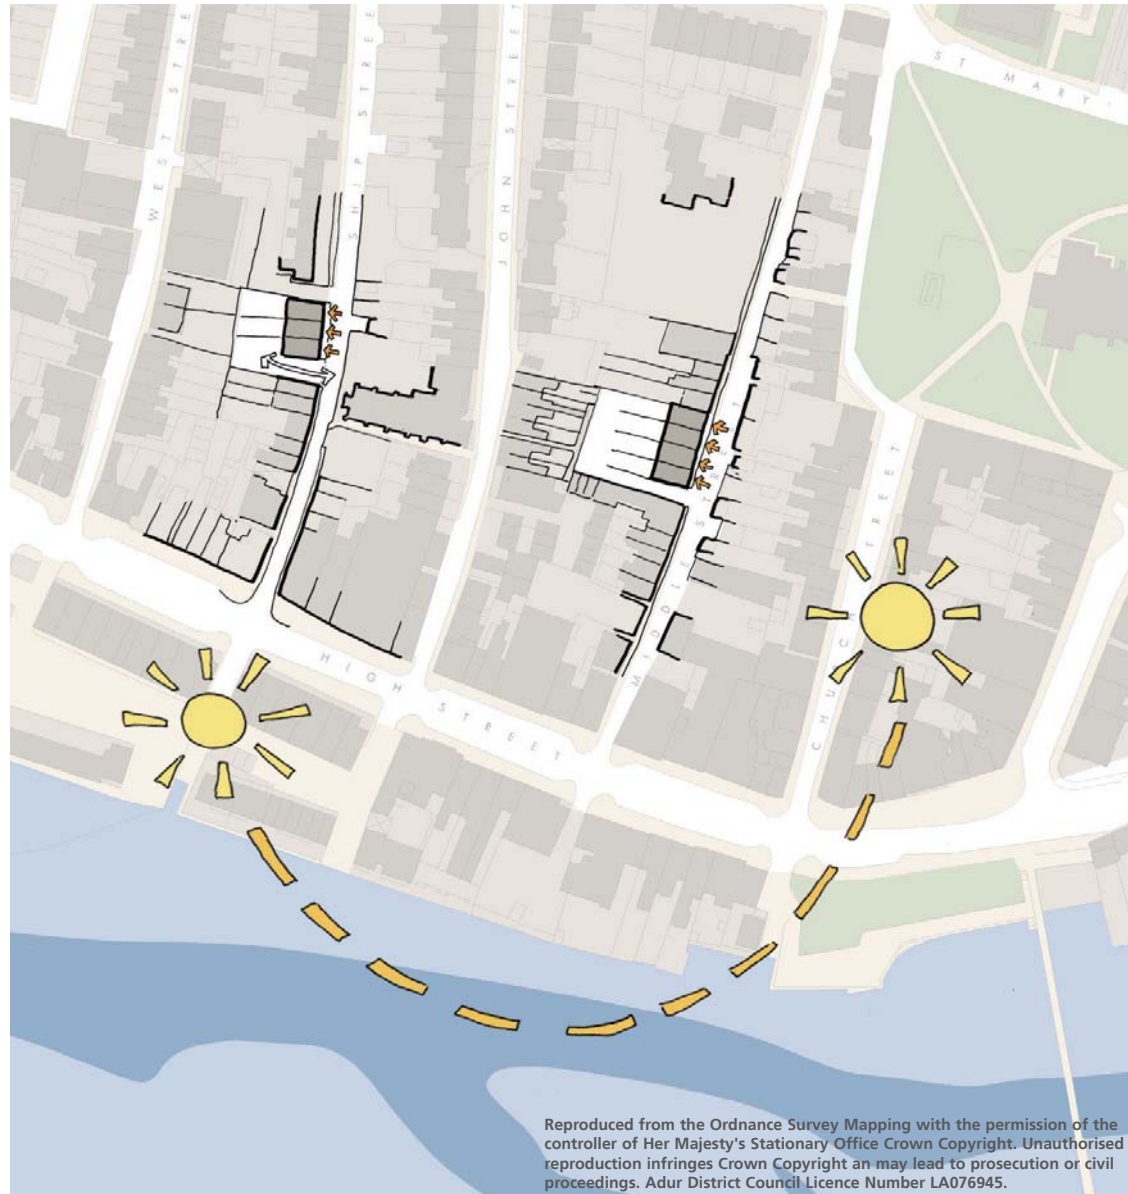 WEST STREE
SHIP STREE
JOHN STREET
ST MARY'
HIGH STREET
MIDDLE STREET
CHURCH STREET
Reproduced from the Ordnance Survey Mapping with the permission of the
controller of Her Majesty's Stationary Office Crown Copyright. Unauthorised
reproduction infringes Crown Copyright an may lead to prosecution or civil
proceedings. Adur District Council Licence Number LA076945.